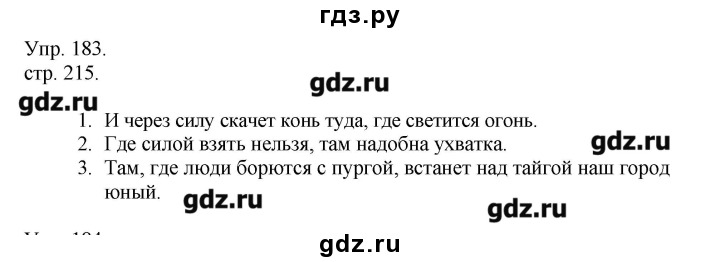 гдз.ру
Упр. 183.
стр. 215.
gdz.ru
gdz.ru
1. И через силу скачет конь туда, где светится огонь.
2. Где силой взять нельзя, там надобна ухватка.
gdz.ru
3. Там, где люди борются с пургой, встанет над тайгой наш город
юный.
gdz.ru
gdz.ru
gdz.ru